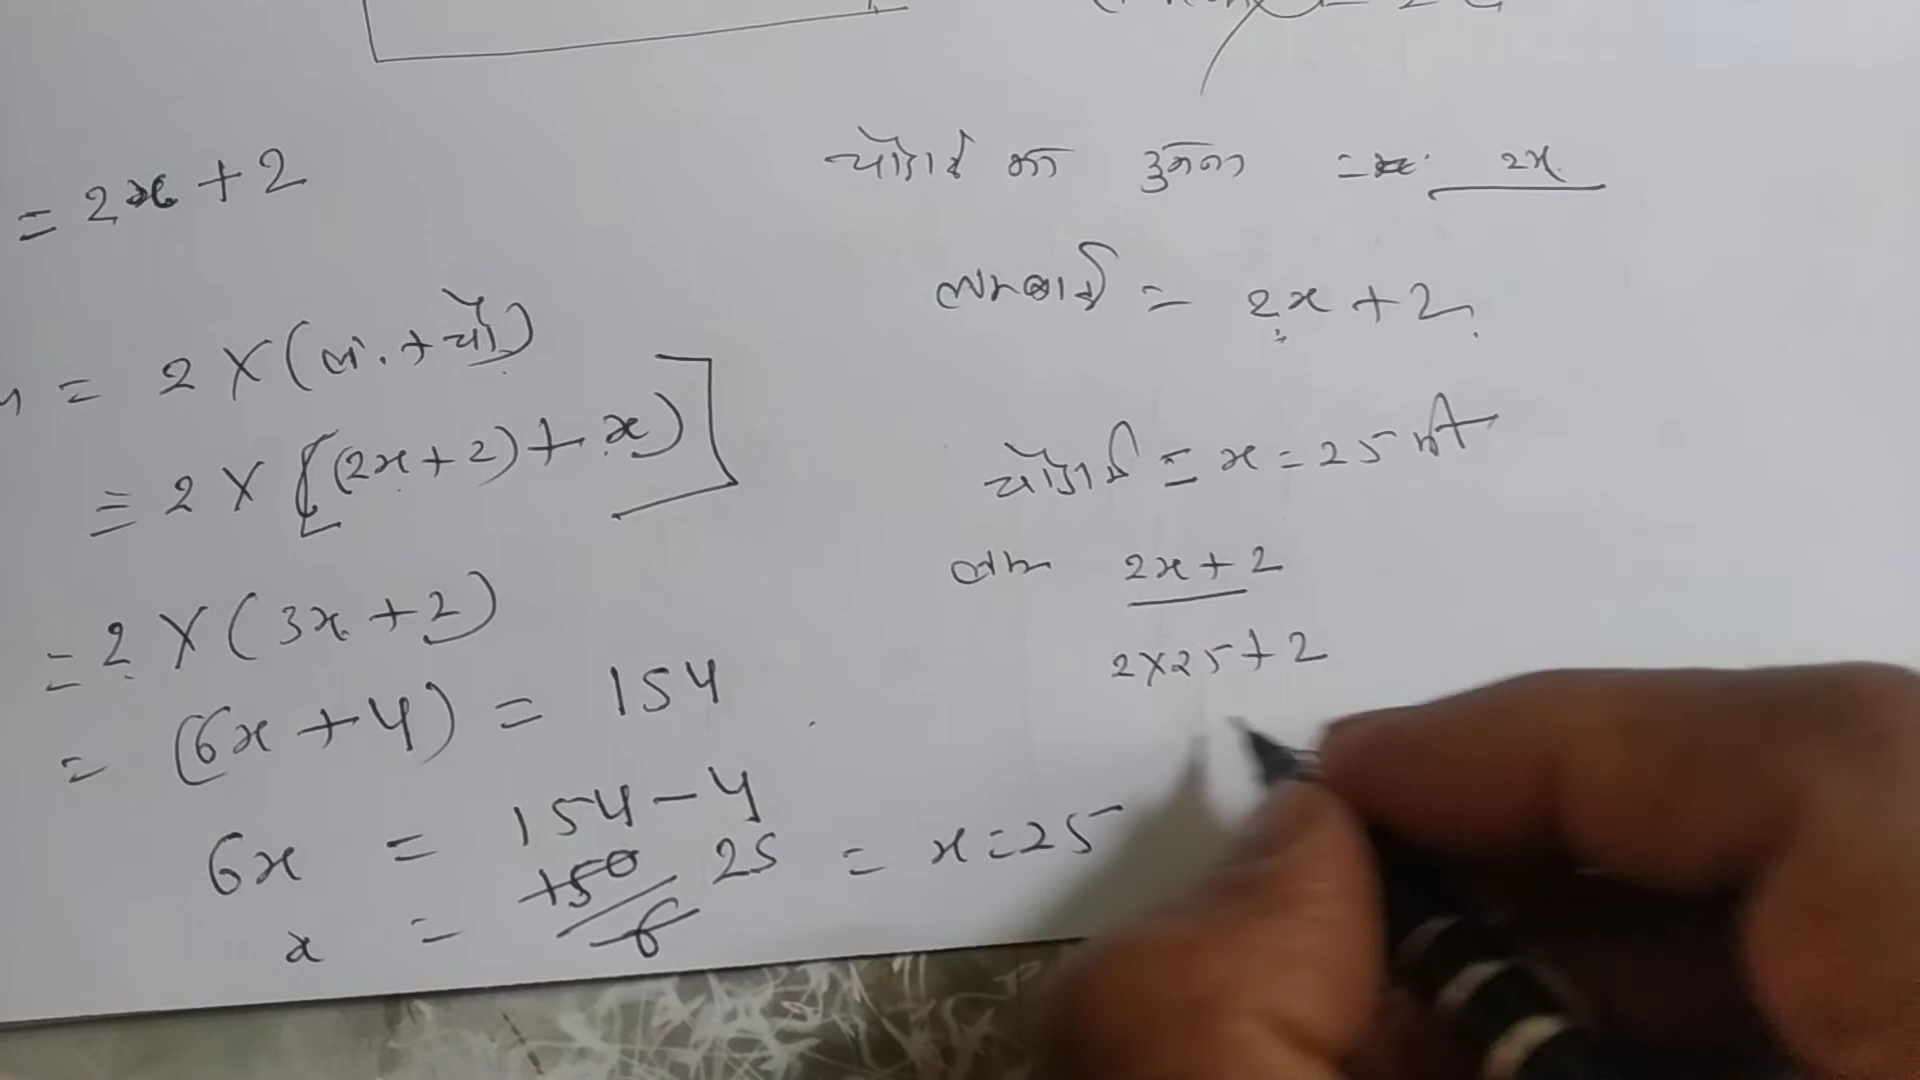 = 2x + 2
= 2 X (लं. + चौ)
= 2 X [(2x + 2) + x)]
= 2 X (3x + 2)
= (6x + 4) = 154
6x = 154 - 4
x = 150/6 25 = x = 25
चौड़ाई का = 2x
लम्बाई = 2x + 2
चौड़ाई = x = 25
2x + 2
2 X 25 + 2